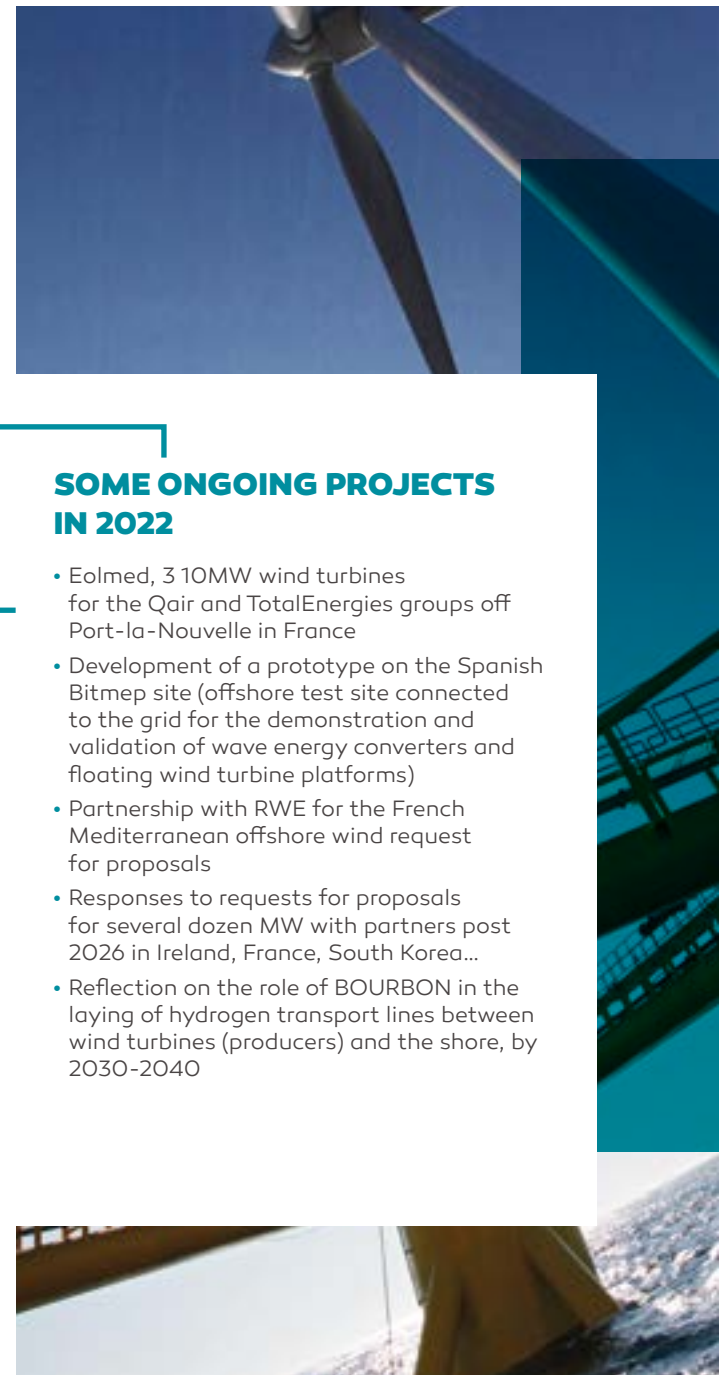 SOME ONGOING PROJECTS
IN 2022
• Eolmed, 3 10MW wind turbines
for the Qair and TotalEnergies groups off
Port-la-Nouvelle in France
• Development of a prototype on the Spanish
Bitmep site (offshore test site connected
to the grid for the demonstration and
validation of wave energy converters and
floating wind turbine platforms)
• Partnership with RWE for the French
Mediterranean offshore wind request
for proposals
• Responses to requests for proposals
for several dozen MW with partners post
2026 in Ireland, France, South Korea...
• Reflection on the role of BOURBON in the
laying of hydrogen transport lines between
wind turbines (producers) and the shore, by
2030-2040